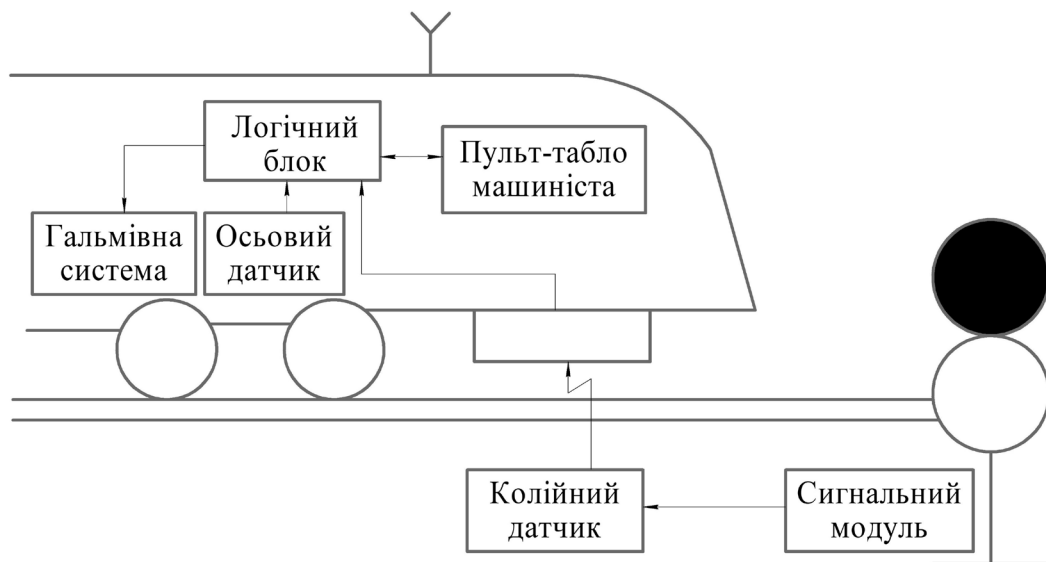 Логічний
блок
Пульт-табло
машиніста
Гальмівна
система
Осьовий
датчик
Колійний
датчик
Сигнальний
модуль